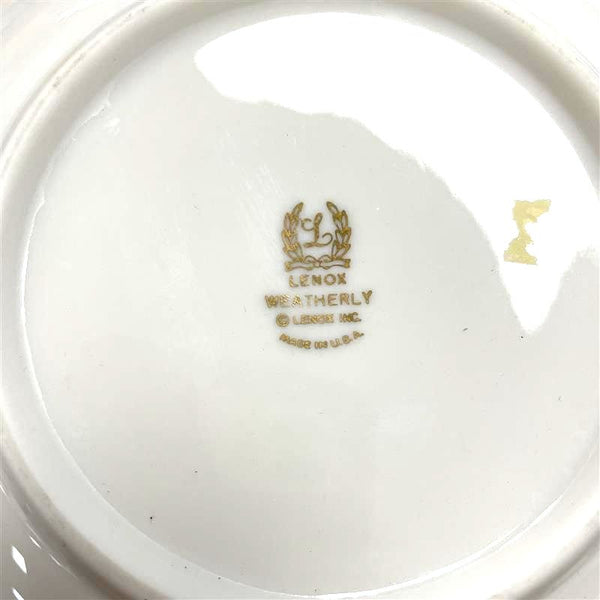 L
LENOX
WEATHERLY
© LENOX INC.
MADE IN U.S.A.